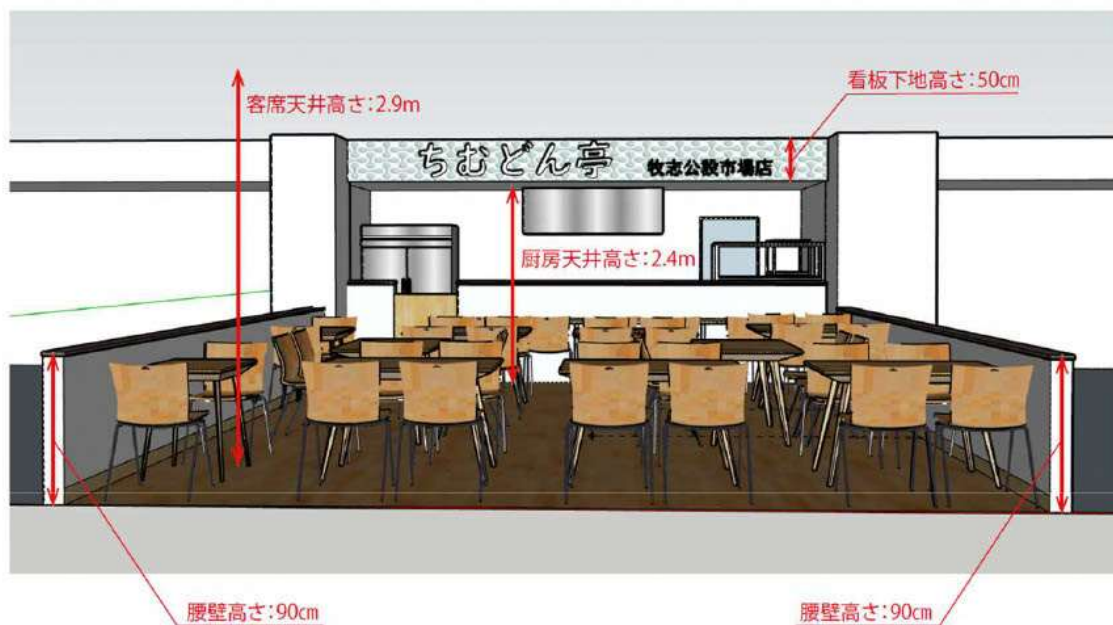 看板下地高さ：50㎝
客席天井高さ：2.9m
ちむどん亭 牧志公設市場店
厨房天井高さ：2.4m
腰壁高さ：90㎝
腰壁高さ：90㎝